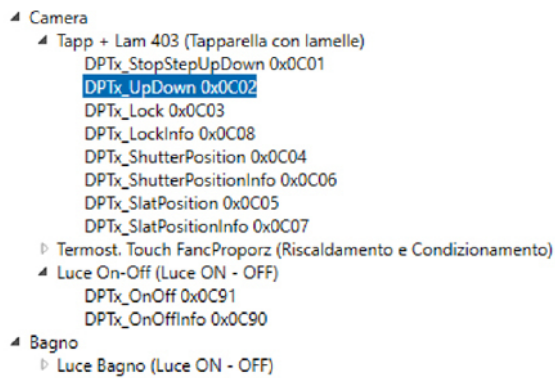 Camera
Tapp + Lam 403 (Tapparella con lamelle)
DPTx_StopStepUpDown 0x0C01
DPTx_UpDown 0x0C02
DPTx_Lock 0x0C03
DPTx_LockInfo 0x0C08
DPTx_ShutterPosition 0x0C04
DPTx_ShutterPositionInfo 0x0C06
DPTx_SlatPosition 0x0C05
DPTx_SlatPositionInfo 0x0C07
Termost. Touch FancProporz (Riscaldamento e Condizionamento)
Luce On-Off (Luce ON - OFF)
DPTx_OnOff 0x0C91
DPTx_OnOffInfo 0x0C90
Bagno
Luce Bagno (Luce ON - OFF)